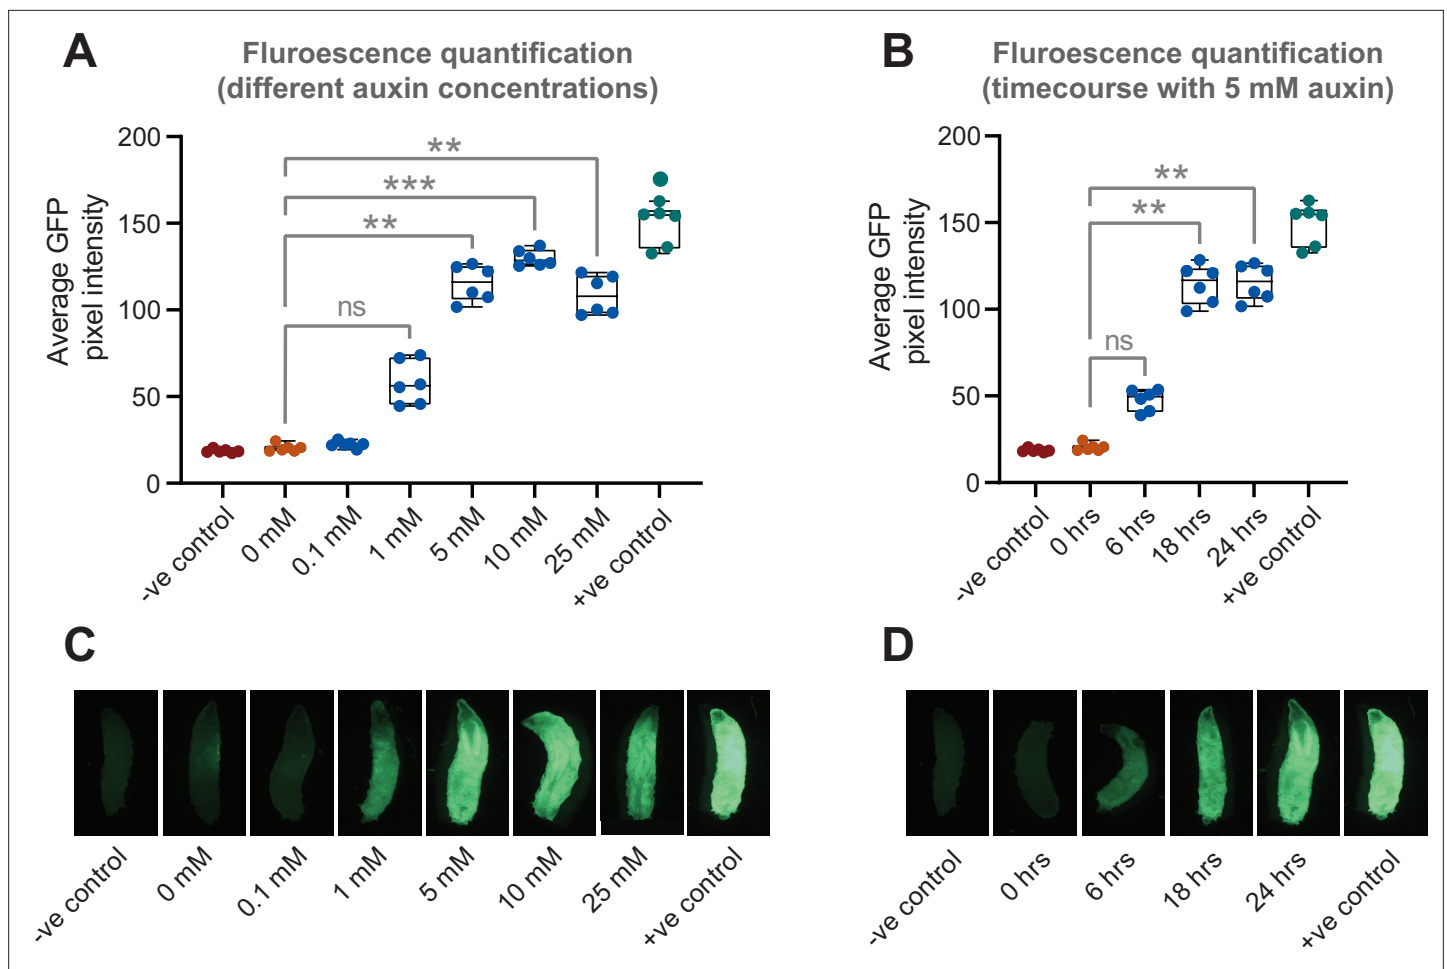 A
Fluroescence quantification
(different auxin concentrations)
Average GFP
pixel intensity
200
150
100
50
0
**
***
**
ns
-ve control
0 mM
0.1 mM
1 mM
5 mM
10 mM
25 mM
+ve control
B
Fluroescence quantification
(timecourse with 5 mM auxin)
Average GFP
pixel intensity
200
150
100
50
0
**
**
ns
-ve control
0 hrs
6 hrs
18 hrs
24 hrs
+ve control
C
-ve control
0 mM
0.1 mM
1 mM
5 mM
10 mM
25 mM
+ve control
D
-ve control
0 hrs
6 hrs
18 hrs
24 hrs
+ve control